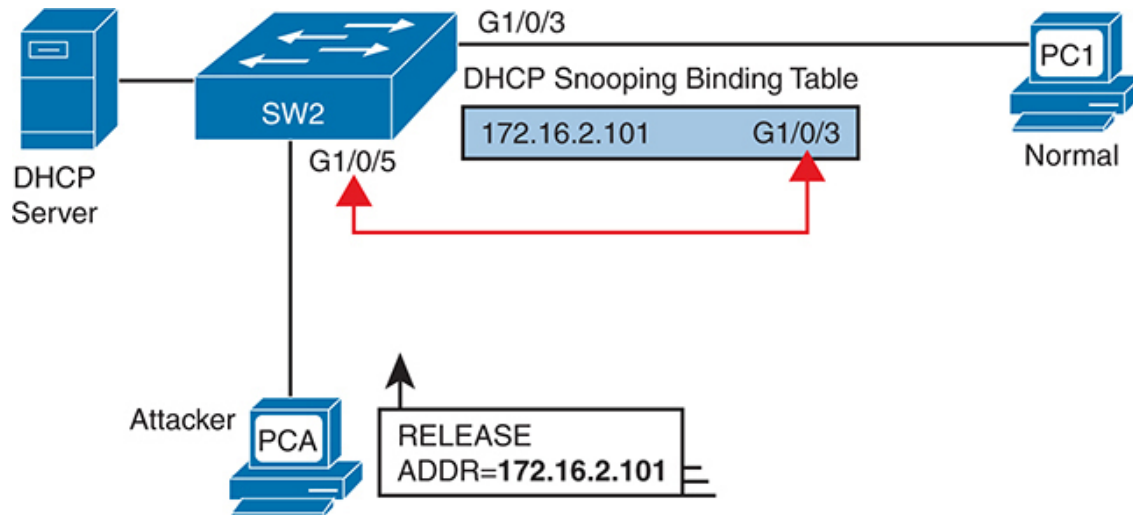 G1/0/3
PC1
DHCP Snooping Binding Table
SW2
172.16.2.101 G1/0/3
G1/0/5
Normal
DHCP
Server
Attacker
PCA
RELEASE
ADDR=172.16.2.101